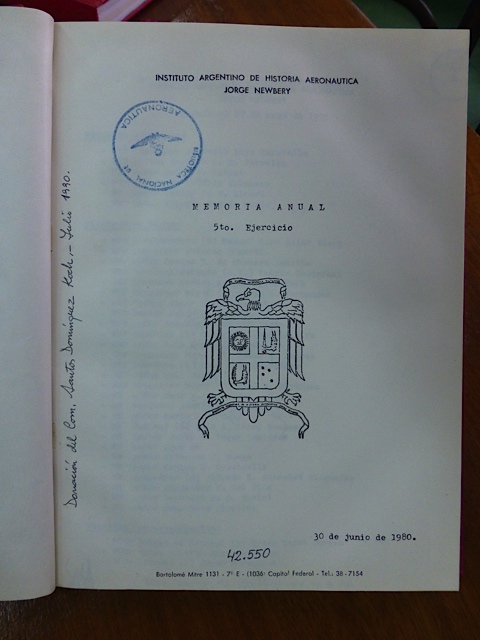 INSTITUTO ARGENTINO DE HISTORIA AERONAUTICA
JORGE NEWBERY
BIBLIOTECA NACIONAL DE
AERONAUTICA
MEMORIA ANUAL
5to. Ejercicio
Donación del Com. Santos Domínguez Koch.- Julio 1990.
30 de junio de 1980.
42.550
Bartolomé Mitre 1131 - 7º E - (1036) Capital Federal - Tel., 38-7154